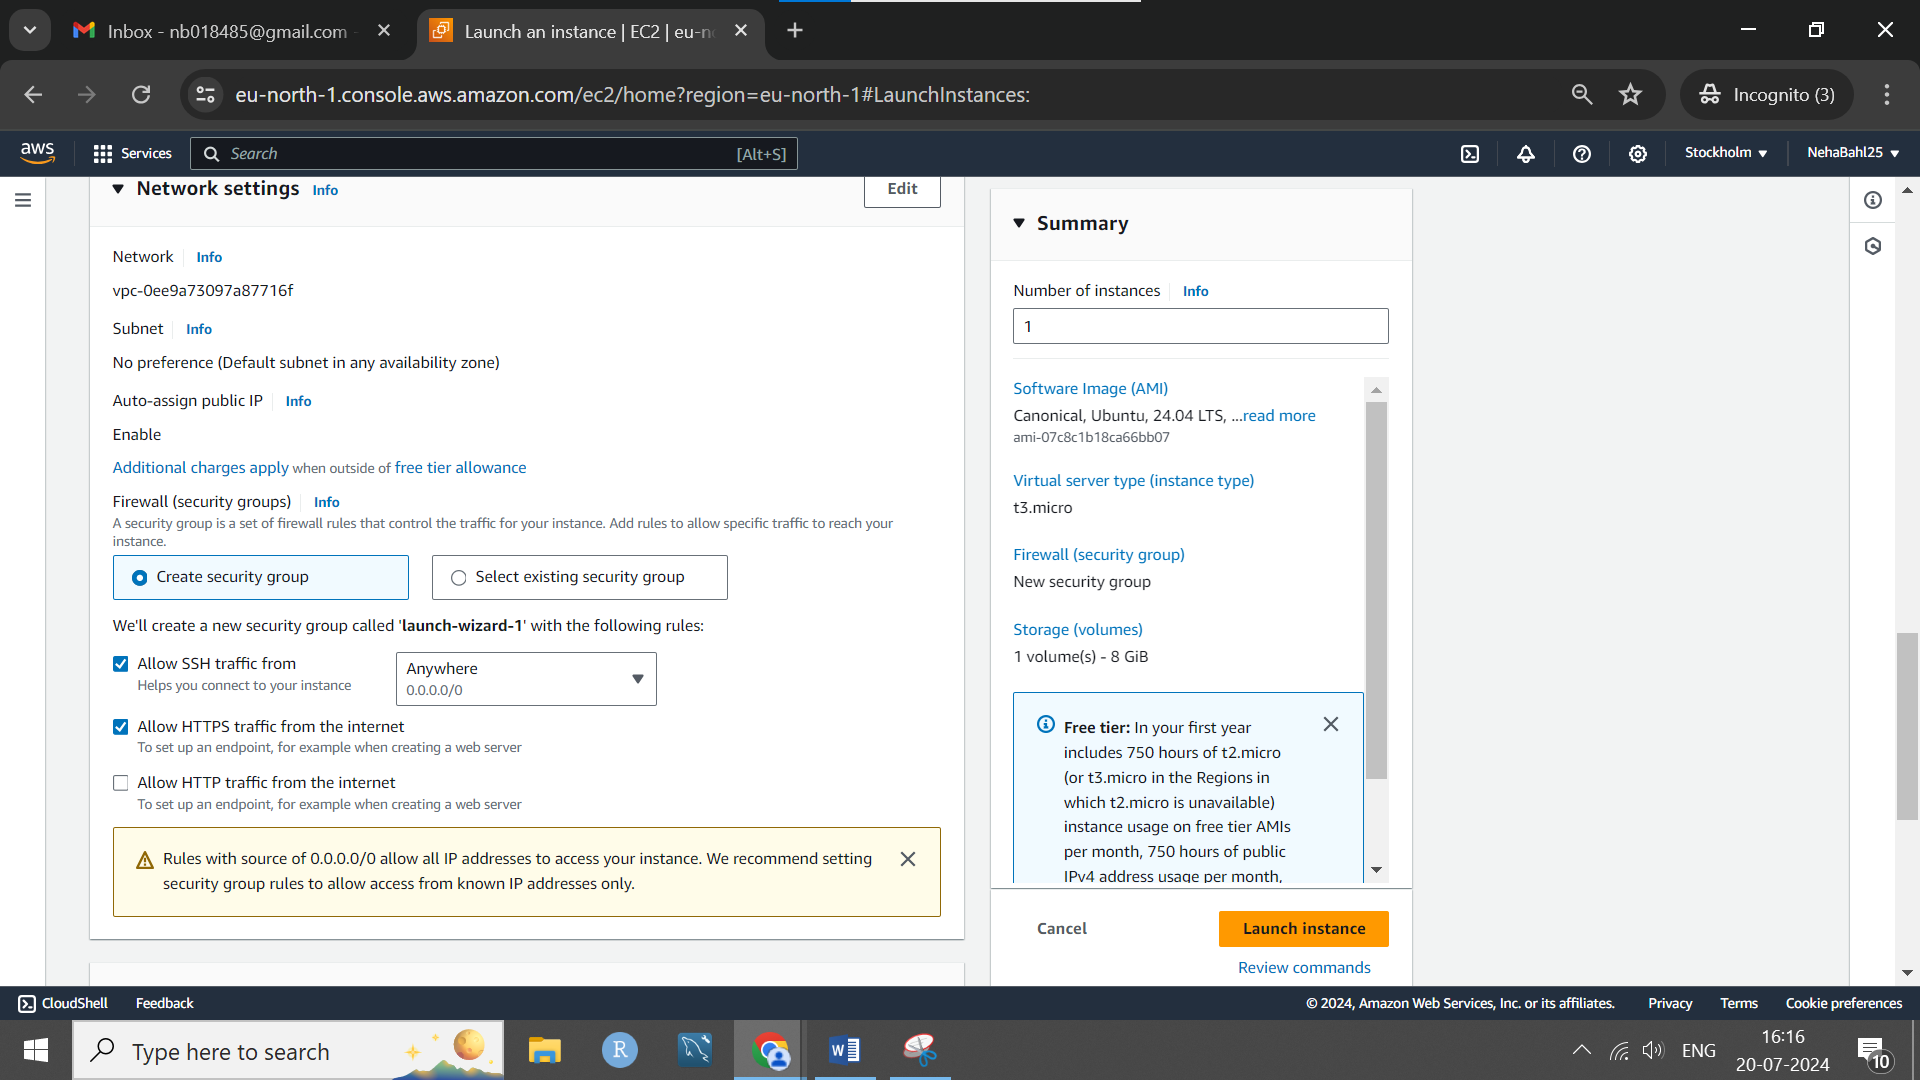 Inbox - nb018485@gmail.com -
Launch an instance | EC2 | eu-no
eu-north-1.console.aws.amazon.com/ec2/home?region=eu-north-1#LaunchInstances:
Incognito (3)
aws
Services
Search
[Alt+S]
Stockholm
NehaBahl25
Network settings Info
Edit
Network Info
vpc-0ee9a73097a87716f
Subnet Info
No preference (Default subnet in any availability zone)
Auto-assign public IP Info
Enable
Additional charges apply when outside of free tier allowance
Firewall (security groups) Info
A security group is a set of firewall rules that control the traffic for your instance. Add rules to allow specific traffic to reach your
instance.
Create security group
Select existing security group
We'll create a new security group called 'launch-wizard-1' with the following rules:
Allow SSH traffic from
Helps you connect to your instance
Anywhere
0.0.0.0/0
Allow HTTPS traffic from the internet
To set up an endpoint, for example when creating a web server
Allow HTTP traffic from the internet
To set up an endpoint, for example when creating a web server
Rules with source of 0.0.0.0/0 allow all IP addresses to access your instance. We recommend setting
security group rules to allow access from known IP addresses only.
Summary
Number of instances Info
1
Software Image (AMI)
Canonical, Ubuntu, 24.04 LTS, ...read more
ami-07c8c1b18ca66bb07
Virtual server type (instance type)
t3.micro
Firewall (security group)
New security group
Storage (volumes)
1 volume(s) - 8 GiB
Free tier: In your first year
includes 750 hours of t2.micro
(or t3.micro in the Regions in
which t2.micro is unavailable)
instance usage on free tier AMIs
per month, 750 hours of public
IPv4 address usage per month,
Cancel
Launch instance
Review commands
CloudShell
Feedback
© 2024, Amazon Web Services, Inc. or its affiliates.
Privacy
Terms
Cookie preferences
Type here to search
R
W
ENG
16:16
20-07-2024
10